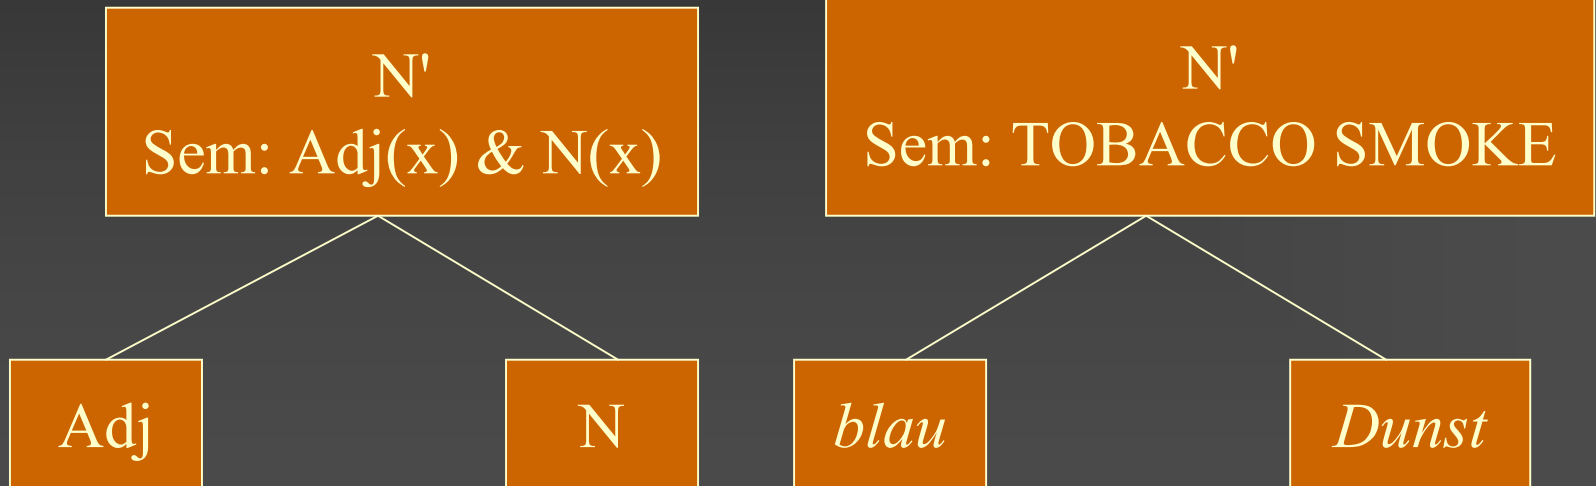 N'
Sem: Adj(x) & N(x)
N'
Sem: TOBACCO SMOKE
Adj
N
blau
Dunst